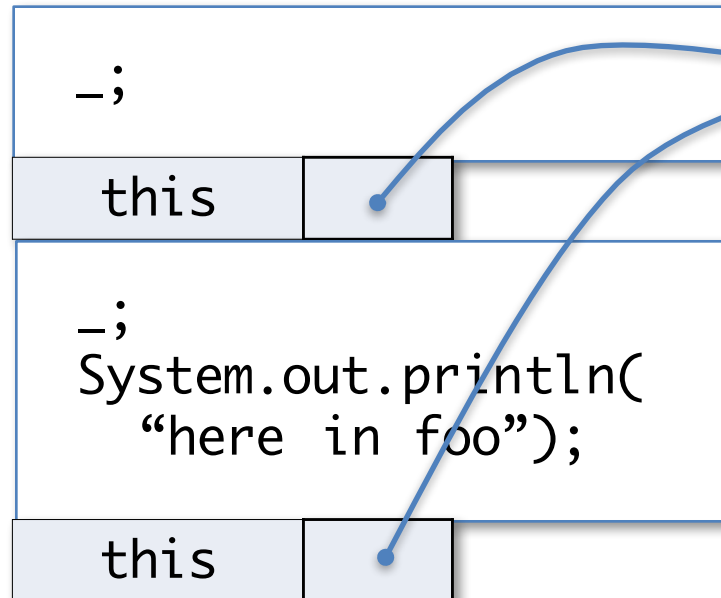 _;
this
_;
System.out.println(
“here in foo”);
this